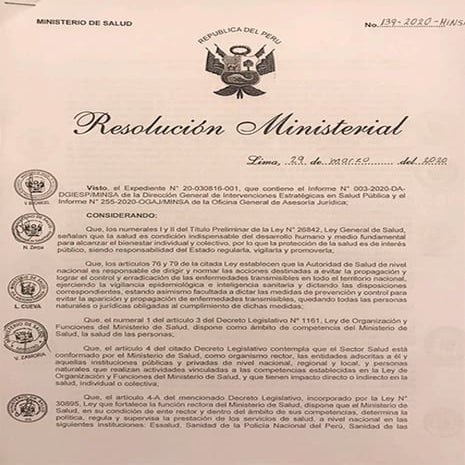 MINISTERIO DE SALUD
No. 139-2020-MINSA
REPUBLICA DEL PERU
Resolución Ministerial
Lima, 29 de marzo del 2020
Visto, el Expediente N° 20-030816-001, que contiene el Informe N° 003-2020-DA-
DGIESP/MINSA de la Dirección General de Intervenciones Estratégicas en Salud Pública y el
Informe N° 255-2020-OGAJ/MINSA de la Oficina General de Asesoría Jurídica;
CONSIDERANDO:
Que, los numerales I y II del Título Preliminar de la Ley N° 26842, Ley General de Salud,
señalan que la salud es condición indispensable del desarrollo humano y medio fundamental
para alcanzar el bienestar individual y colectivo, por lo que la protección de la salud es de interés
público, siendo responsabilidad del Estado regularla, vigilarla y promoverla;
Que, los artículos 76 y 79 de la citada Ley establecen que la Autoridad de Salud de nivel
nacional es responsable de dirigir y normar las acciones destinadas a evitar la propagación y
lograr el control y erradicación de las enfermedades transmisibles en todo el territorio nacional,
ejerciendo la vigilancia epidemiológica e inteligencia sanitaria y dictando las disposiciones
correspondientes, estando asimismo facultada a dictar las medidas de prevención y control para
evitar la aparición y propagación de enfermedades transmisibles, quedando todas las personas
naturales o jurídicas obligadas al cumplimiento de dichas medidas;
Que, el numeral 1 del artículo 3 del Decreto Legislativo N° 1161, Ley de Organización y
Funciones del Ministerio de Salud, dispone como ámbito de competencia del Ministerio de
Salud, la salud de las personas;
Que, el artículo 4 del citado Decreto Legislativo contempla que el Sector Salud está
conformado por el Ministerio de Salud, como organismo rector, las entidades adscritas a él y
aquellas instituciones públicas y privadas de nivel nacional, regional y local, y personas
naturales que realizan actividades vinculadas a las competencias establecidas en la Ley de
Organización y Funciones del Ministerio de Salud, y que tienen impacto directo o indirecto en la
salud, individual o colectiva;
Que, el artículo 4-A del mencionado Decreto Legislativo, incorporado por la Ley N°
30895, Ley que fortalece la función rectora del Ministerio de Salud, dispone que el Ministerio de
Salud, en su condición de ente rector y dentro del ámbito de sus competencias, determina la
política, regula y supervisa la prestación de los servicios de salud, a nivel nacional en las
siguientes instituciones: Essalud, Sanidad de la Policía Nacional del Perú, Sanidad de las
N. Zerpa
L. CUEVA
V. ZAMORA